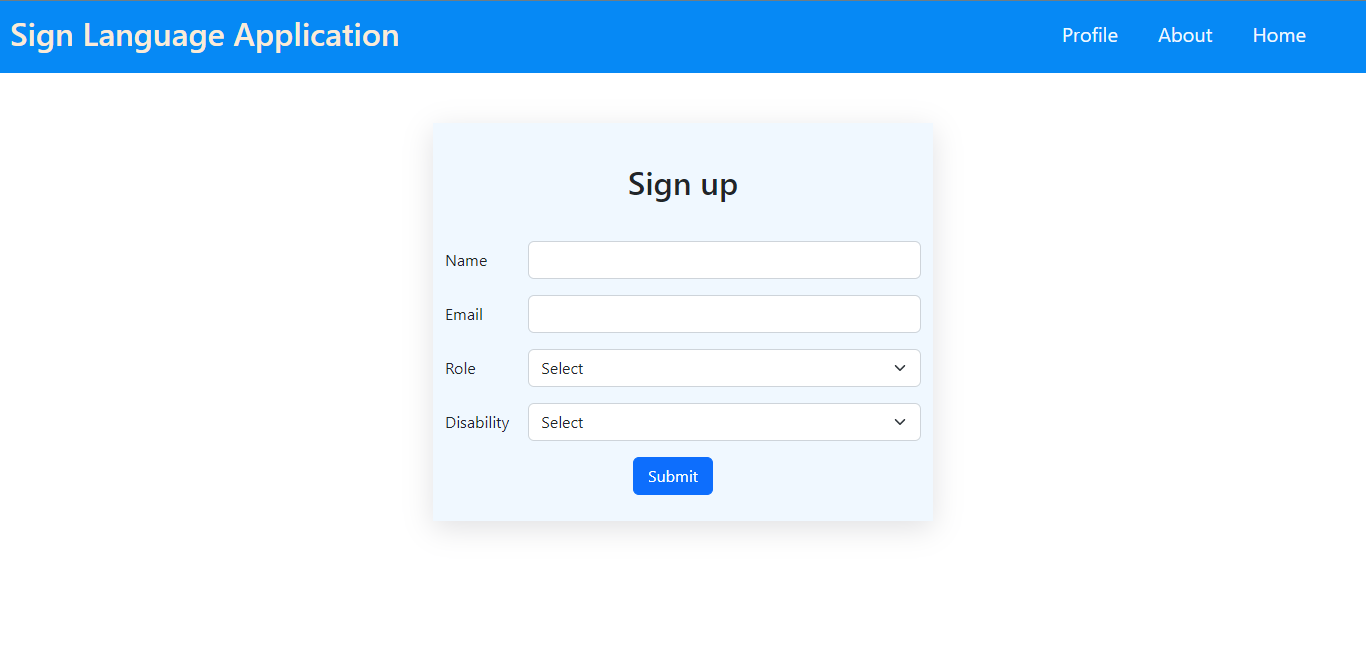 Sign Language Application Profile About Home
Sign up
Name
Email
Role Select
Disability Select
Submit